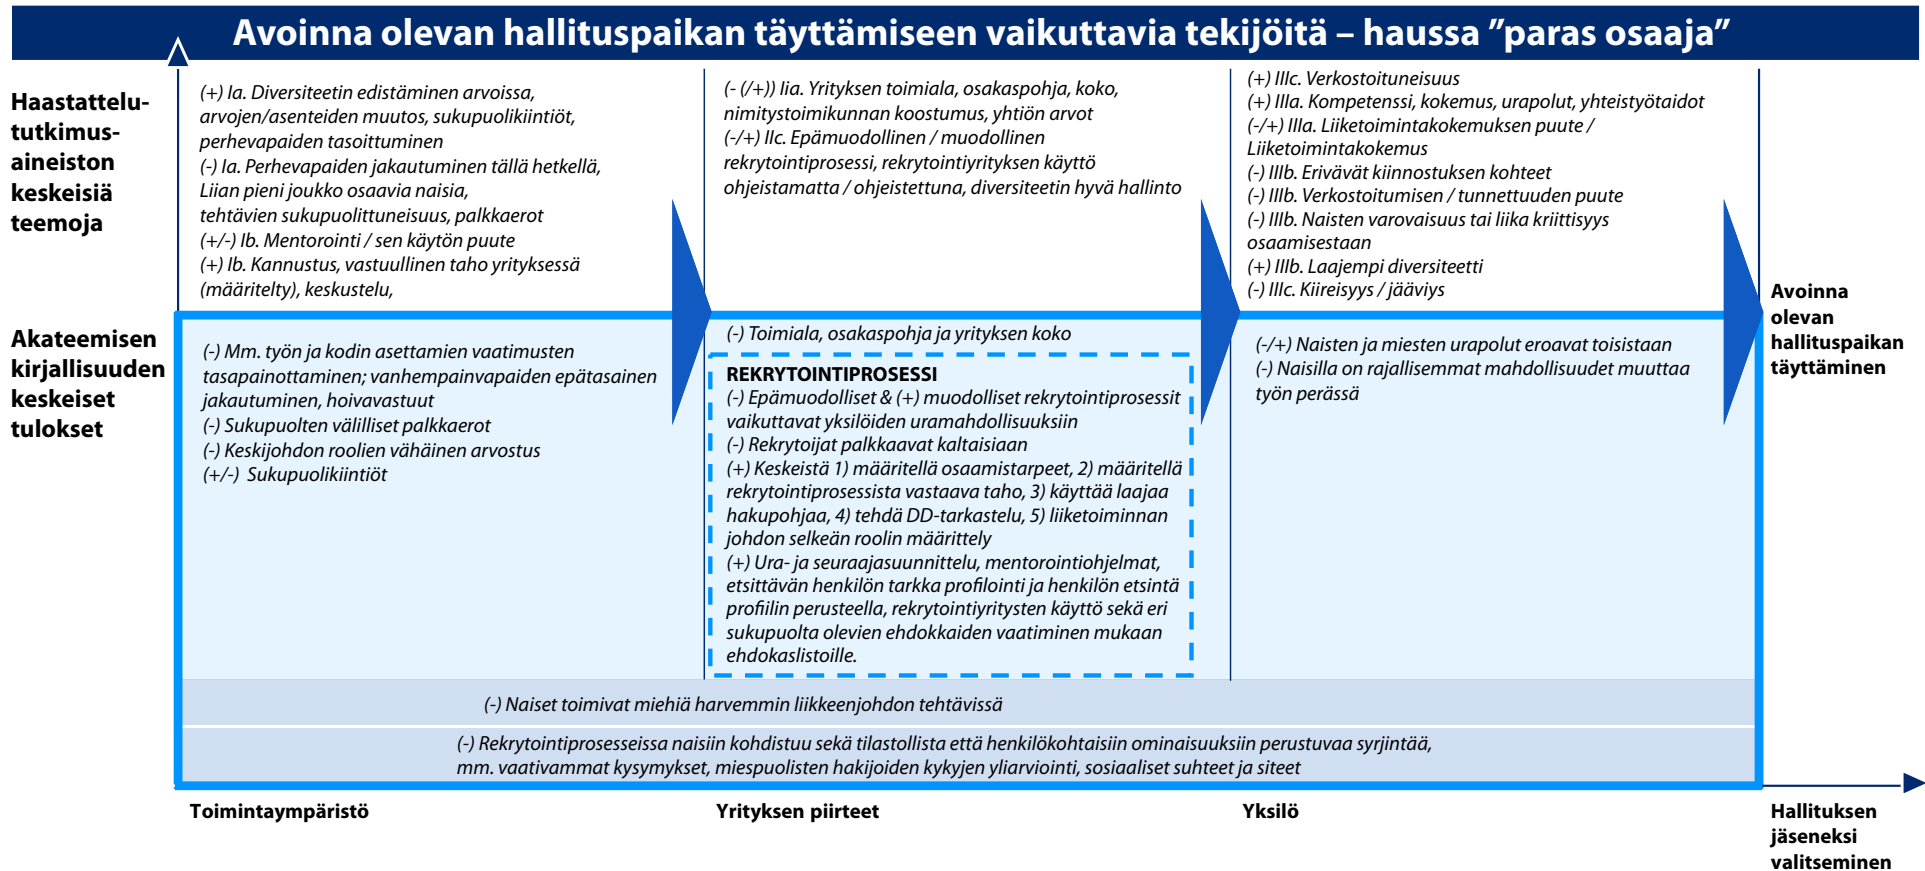 Avoinna olevan hallituspaikan täyttämiseen vaikuttavia tekijöitä – haussa ”paras osaaja”
Haastattelu-
tutkimus-
aineiston
keskeisiä
teemoja
(+) Ia. Diversiteetin edistäminen arvoissa,
arvojen/asenteiden muutos, sukupuolikiintiöt,
perhevapaiden tasoittuminen
(-) Ia. Perhevapaiden jakautuminen tällä hetkellä,
Liian pieni joukko osaavia naisia,
tehtävien sukupuolittuneisuus, palkkaerot
(+/-) Ib. Mentorointi / sen käytön puute
(+) Ib. Kannustus, vastuullinen taho yrityksessä
(määritelty), keskustelu,
(- (/+)) Iia. Yrityksen toimiala, osakaspohja, koko,
nimitystoimikunnan koostumus, yhtiön arvot
(-/+) IIc. Epämuodollinen / muodollinen
rekrytointiprosessi, rekrytointiyrityksen käyttö
ohjeistamatta / ohjeistettuna, diversiteetin hyvä hallinto
(+) IIIc. Verkostoituneisuus
(+) IIIa. Kompetenssi, kokemus, urapolut, yhteistyötaidot
(-/+) IIIa. Liiketoimintakokemuksen puute /
Liiketoimintakokemus
(-) IIIb. Erivävät kiinnostuksen kohteet
(-) IIIb. Verkostoitumisen / tunnettuuden puute
(-) IIIb. Naisten varovaisuus tai liika kriittisyys
osaamisestaan
(+) IIIb. Laajempi diversiteetti
(-) IIIc. Kiireisyys / jääviys
Avoinna
olevan
hallituspaikan
täyttäminen
Akateemisen
kirjallisuuden
keskeiset
tulokset
(-) Mm. työn ja kodin asettamien vaatimusten
tasapainottaminen; vanhempainvapaiden epätasainen
jakautuminen, hoivavastuut
(-) Sukupuolten välilliset palkkaerot
(-) Keskijohdon roolien vähäinen arvostus
(+/-) Sukupuolikiintiöt
(-) Toimiala, osakaspohja ja yrityksen koko
REKRYTOINTIPROSESSI
(-) Epämuodolliset & (+) muodolliset rekrytointiprosessit
vaikuttavat yksilöiden uramahdollisuuksiin
(-) Rekrytoijat palkkaavat kaltaisiaan
(+) Keskeistä 1) määritellä osaamistarpeet, 2) määritellä
rekrytointiprosessista vastaava taho, 3) käyttää laajaa
hakupohjaa, 4) tehdä DD-tarkastelu, 5) liiketoiminnan
johdon selkeän roolin määrittely
(+) Ura- ja seuraajasuunnittelu, mentorointiohjelmat,
etsittävän henkilön tarkka profilointi ja henkilön etsintä
profiilin perusteella, rekrytointiyritysten käyttö sekä eri
sukupuolta olevien ehdokkaiden vaatiminen mukaan
ehdokaslistoille.
(-/+) Naisten ja miesten urapolut eroavat toisistaan
(-) Naisilla on rajallisemmat mahdollisuudet muuttaa
työn perässä
(-) Naiset toimivat miehiä harvemmin liikkeenjohdon tehtävissä
(-) Rekrytointiprosesseissa naisiin kohdistuu sekä tilastollista että henkilökohtaisiin ominaisuuksiin perustuvaa syrjintää,
mm. vaativammat kysymykset, miespuolisten hakijoiden kykyjen yliarviointi, sosiaaliset suhteet ja siteet
Toimintaympäristö
Yrityksen piirteet
Yksilö
Hallituksen
jäseneksi
valitseminen